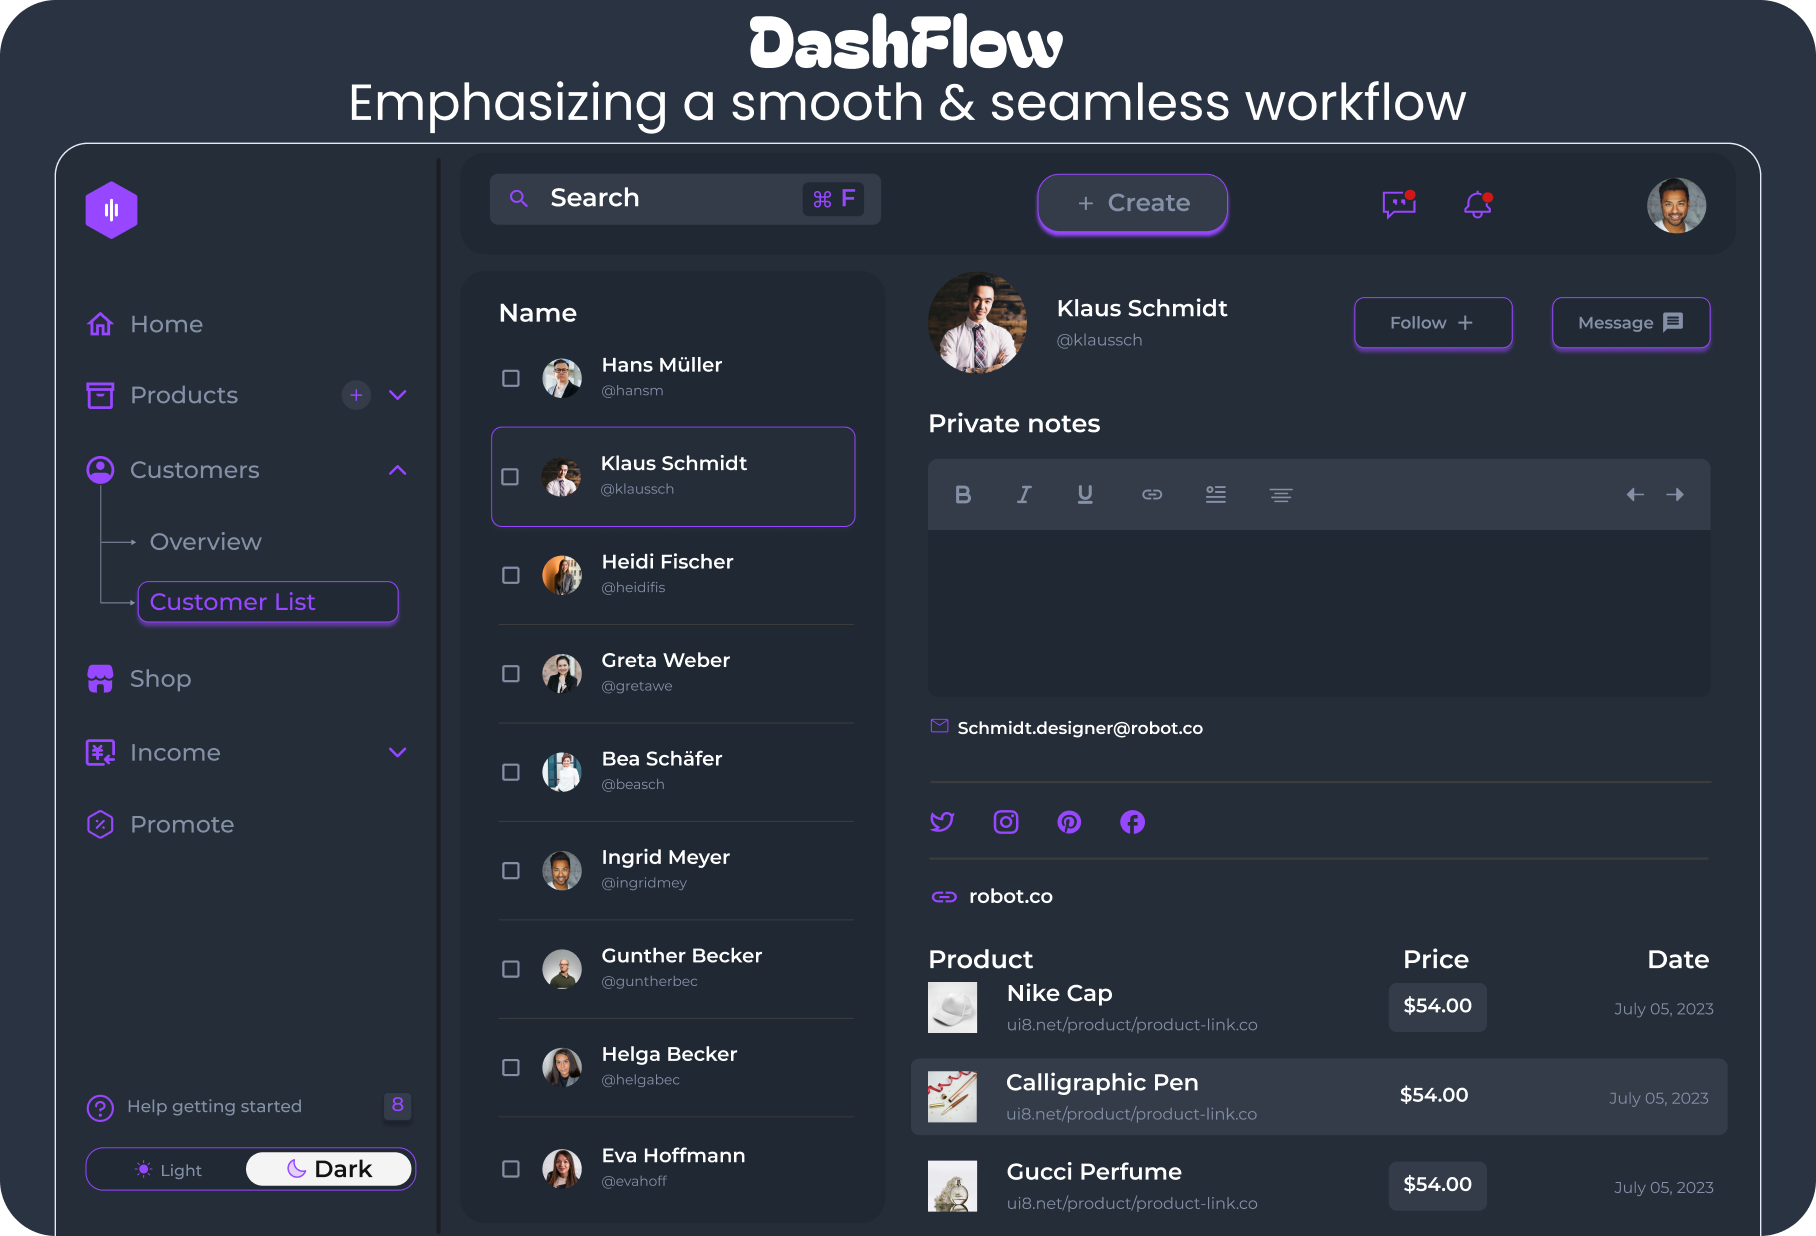 DashFlow
Emphasizing a smooth & seamless workflow
Search
⌘ F
+ Create
Home
Products
Customers
Overview
Customer List
Shop
Income
Promote
Help getting started
8
Light
Dark
Name
Hans Müller
@hansm
Klaus Schmidt
@klaussch
Heidi Fischer
@heidifis
Greta Weber
@gretawe
Bea Schäfer
@beasch
Ingrid Meyer
@ingridmey
Gunther Becker
@guntherbec
Helga Becker
@helgabec
Eva Hoffmann
@evahoff
Klaus Schmidt
@klaussch
Follow +
Message
Private notes
B I U
Schmidt.designer@robot.co
robot.co
Product Price Date
Nike Cap
ui8.net/product/product-link.co
$54.00
July 05, 2023
Calligraphic Pen
ui8.net/product/product-link.co
$54.00
July 05, 2023
Gucci Perfume
ui8.net/product/product-link.co
$54.00
July 05, 2023